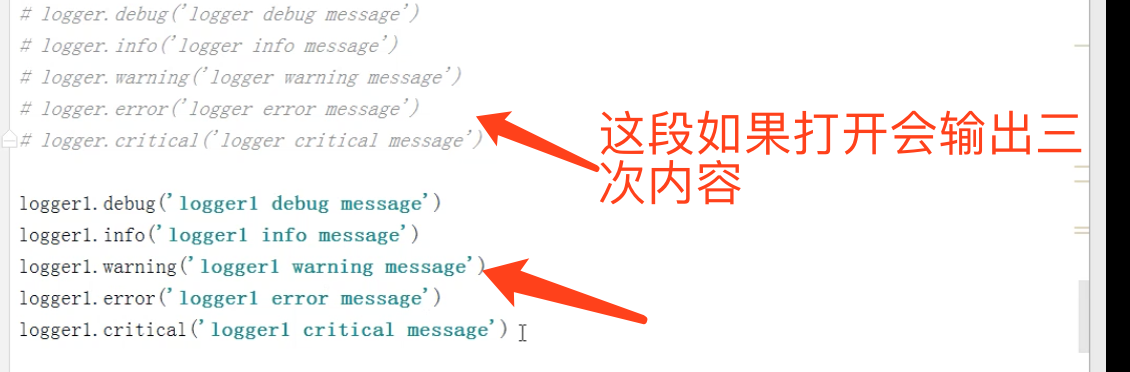 # logger.debug('logger debug message')
# logger.info('logger info message')
# logger.warning('logger warning message')
# logger.error('logger error message')
# logger.critical('logger critical message')
这段如果打开会输出三
次内容
logger1.debug('logger1 debug message')
logger1.info('logger1 info message')
logger1.warning('logger1 warning message')
logger1.error('logger1 error message')
logger1.critical('logger1 critical message')